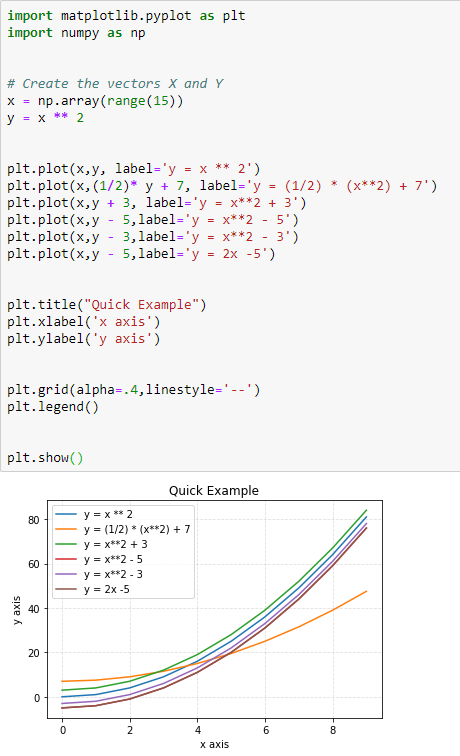 import matplotlib.pyplot as plt
import numpy as np
# Create the vectors X and Y
x = np.array(range(15))
y = x ** 2
plt.plot(x,y, label='y = x ** 2')
plt.plot(x,(1/2)* y + 7, label='y = (1/2) * (x**2) + 7')
plt.plot(x,y + 3, label='y = x**2 + 3')
plt.plot(x,y - 5,label='y = x**2 - 5')
plt.plot(x,y - 3,label='y = x**2 - 3')
plt.plot(x,y - 5,label='y = 2x -5')
plt.title("Quick Example")
plt.xlabel('x axis')
plt.ylabel('y axis')
plt.grid(alpha=.4,linestyle='--')
plt.legend()
plt.show()
Quick Example
y = x ** 2
y = (1/2) * (x**2) + 7
y = x**2 + 3
y = x**2 - 5
y = x**2 - 3
y = 2x -5
80
60
40
20
0
y axis
0 2 4 6 8
x axis